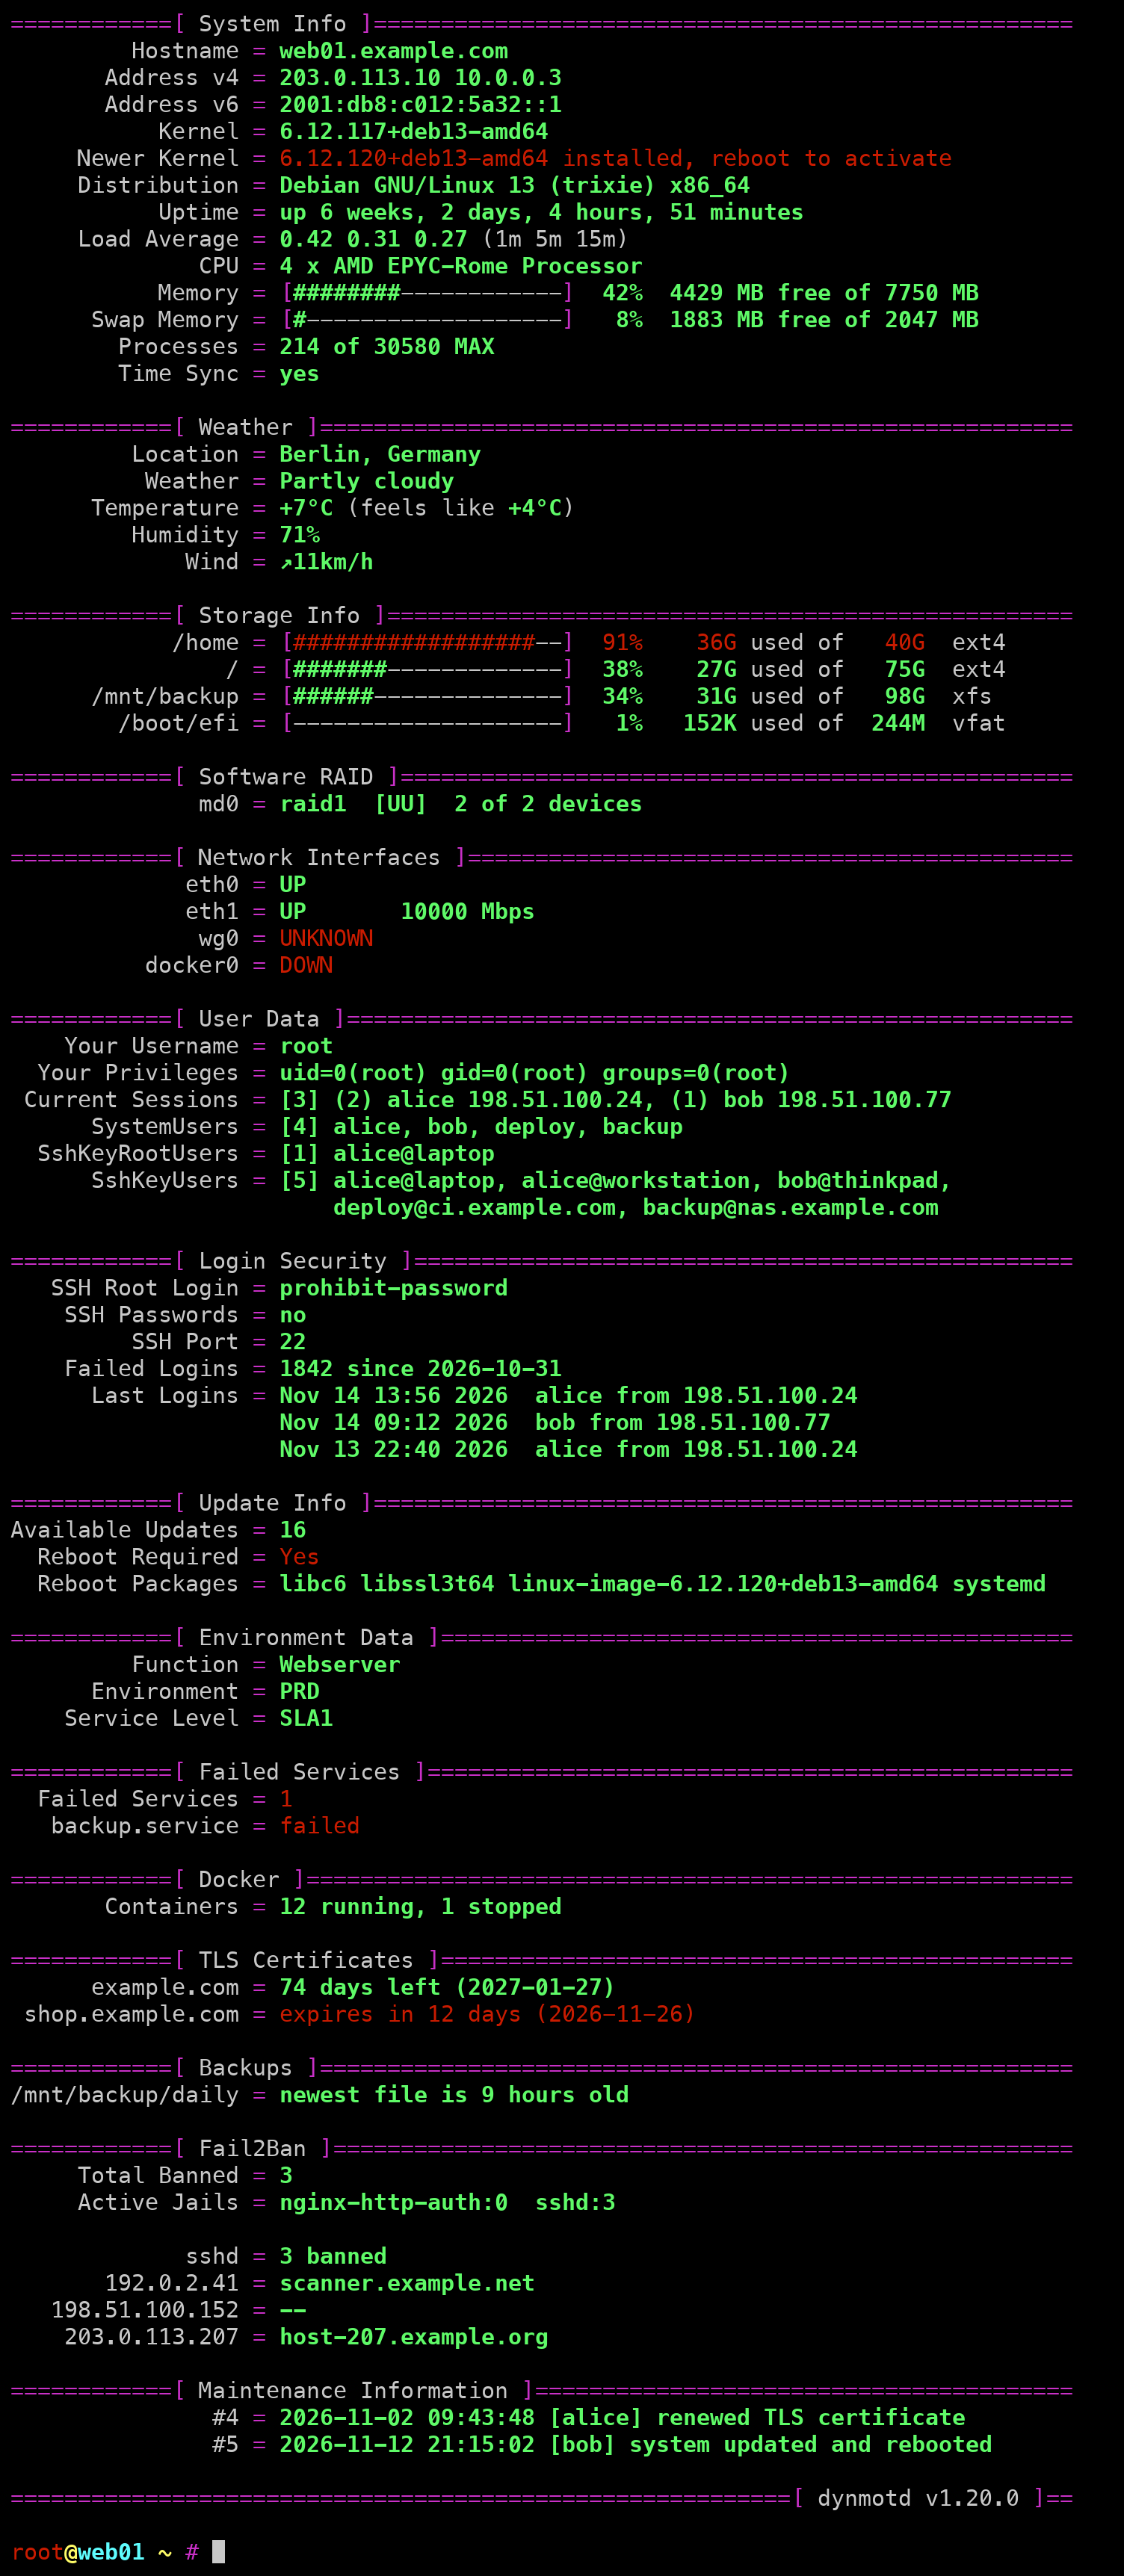 ============[ System Info ]====================================================
Hostname = web01.example.com
Address v4 = 203.0.113.10 10.0.0.3
Address v6 = 2001:db8:c012:5a32::1
Kernel = 6.12.117+deb13-amd64
Newer Kernel = 6.12.120+deb13-amd64 installed, reboot to activate
Distribution = Debian GNU/Linux 13 (trixie) x86_64
Uptime = up 6 weeks, 2 days, 4 hours, 51 minutes
Load Average = 0.42 0.31 0.27 (1m 5m 15m)
CPU = 4 x AMD EPYC-Rome Processor
Memory = [########------------]  42%  4429 MB free of 7750 MB
Swap Memory = [#-------------------]   8%  1883 MB free of 2047 MB
Processes = 214 of 30580 MAX
Time Sync = yes
============[ Weather ]========================================================
Location = Berlin, Germany
Weather = Partly cloudy
Temperature = +7°C (feels like +4°C)
Humidity = 71%
Wind = ↗11km/h
============[ Storage Info ]===================================================
/home = [##################--]  91%    36G used of   40G  ext4
/ = [#######-------------]  38%    27G used of   75G  ext4
/mnt/backup = [######--------------]  34%    31G used of   98G  xfs
/boot/efi = [--------------------]   1%   152K used of  244M  vfat
============[ Software RAID ]==================================================
md0 = raid1  [UU]  2 of 2 devices
============[ Network Interfaces ]=============================================
eth0 = UP
eth1 = UP       10000 Mbps
wg0 = UNKNOWN
docker0 = DOWN
============[ User Data ]======================================================
Your Username = root
Your Privileges = uid=0(root) gid=0(root) groups=0(root)
Current Sessions = [3] (2) alice 198.51.100.24, (1) bob 198.51.100.77
SystemUsers = [4] alice, bob, deploy, backup
SshKeyRootUsers = [1] alice@laptop
SshKeyUsers = [5] alice@laptop, alice@workstation, bob@thinkpad,
deploy@ci.example.com, backup@nas.example.com
============[ Login Security ]=================================================
SSH Root Login = prohibit-password
SSH Passwords = no
SSH Port = 22
Failed Logins = 1842 since 2026-10-31
Last Logins = Nov 14 13:56 2026  alice from 198.51.100.24
Nov 14 09:12 2026  bob from 198.51.100.77
Nov 13 22:40 2026  alice from 198.51.100.24
============[ Update Info ]====================================================
Available Updates = 16
Reboot Required = Yes
Reboot Packages = libc6 libssl3t64 linux-image-6.12.120+deb13-amd64 systemd
============[ Environment Data ]===============================================
Function = Webserver
Environment = PRD
Service Level = SLA1
============[ Failed Services ]================================================
Failed Services = 1
backup.service = failed
============[ Docker ]=========================================================
Containers = 12 running, 1 stopped
============[ TLS Certificates ]===============================================
example.com = 74 days left (2027-01-27)
shop.example.com = expires in 12 days (2026-11-26)
============[ Backups ]========================================================
/mnt/backup/daily = newest file is 9 hours old
============[ Fail2Ban ]=======================================================
Total Banned = 3
Active Jails = nginx-http-auth:0  sshd:3
sshd = 3 banned
192.0.2.41 = scanner.example.net
198.51.100.152 = --
203.0.113.207 = host-207.example.org
============[ Maintenance Information ]========================================
#4 = 2026-11-02 09:43:48 [alice] renewed TLS certificate
#5 = 2026-11-12 21:15:02 [bob] system updated and rebooted
==========================================================[ dynmotd v1.20.0 ]==
root@web01 ~ #